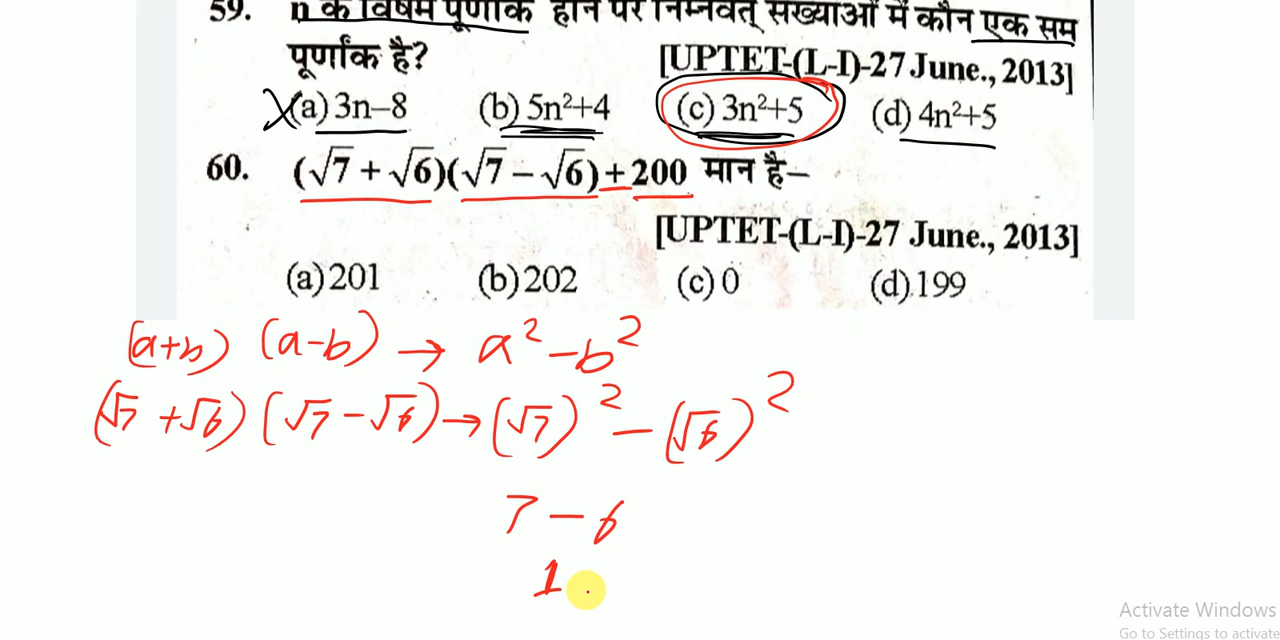 59. n के विषम पूर्णांक होने पर निम्नवत् संख्याओं में कौन एक सम
पूर्णांक है? [UPTET-(L-I)-27 June., 2013]
(a) 3n–8 (b) 5n²+4 (c) 3n²+5 (d) 4n²+5
60. (√7 + √6)(√7 – √6) + 200 मान है–
[UPTET-(L-I)-27 June., 2013]
(a) 201 (b) 202 (c) 0 (d) 199
(a+b) (a-b) → a² - b²
(√7 + √6) (√7 - √6) → (√7)² - (√6)²
7 - 6
1
Activate Windows
Go to Settings to activate